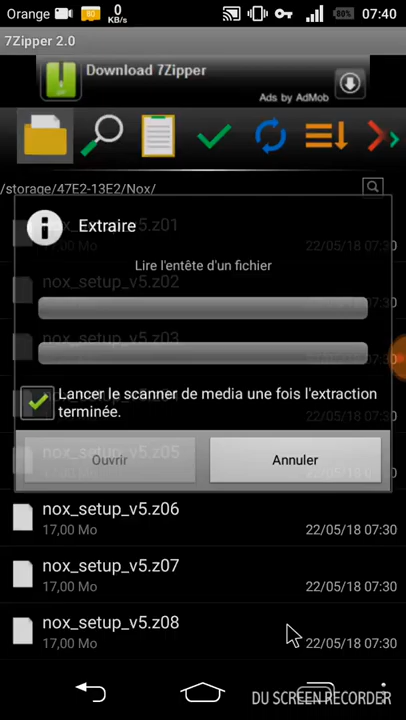 Orange 0 KB/s 80% 07:40
7Zipper 2.0
Download 7Zipper
Ads by AdMob
/storage/47E2-13E2/Nox/
nox_setup_v5.z01
17,00 Mo 22/05/18 07:30
Extraire
Lire l'entête d'un fichier
nox_setup_v5.z02
nox_setup_v5.z03
Lancer le scanner de media une fois l'extraction
terminée.
nox_setup_v5.z05
Ouvrir Annuler
nox_setup_v5.z06
17,00 Mo 22/05/18 07:30
nox_setup_v5.z07
17,00 Mo 22/05/18 07:30
nox_setup_v5.z08
17,00 Mo 22/05/18 07:30
DU SCREEN RECORDER